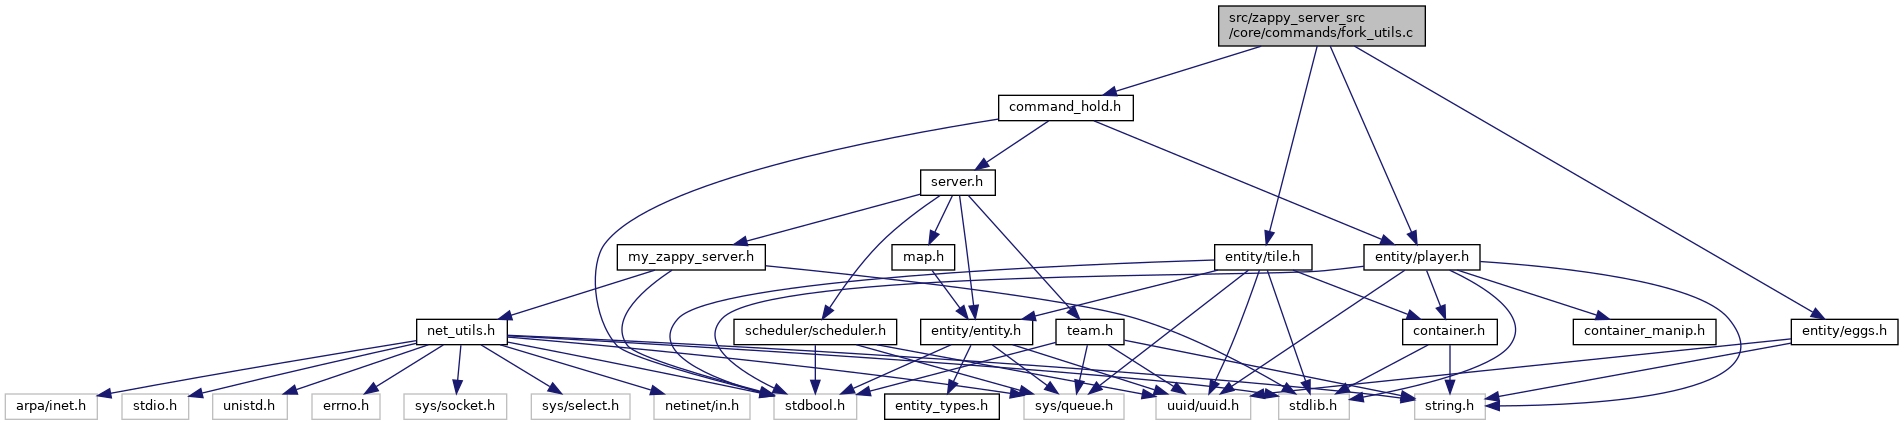 src/zappy_server_src
/core/commands/fork_utils.c
command_hold.h
server.h
my_zappy_server.h
map.h
entity/tile.h
entity/player.h
net_utils.h
scheduler/scheduler.h
entity/entity.h
team.h
container.h
container_manip.h
entity/eggs.h
arpa/inet.h
stdio.h
unistd.h
errno.h
sys/socket.h
sys/select.h
netinet/in.h
stdbool.h
entity_types.h
sys/queue.h
uuid/uuid.h
stdlib.h
string.h